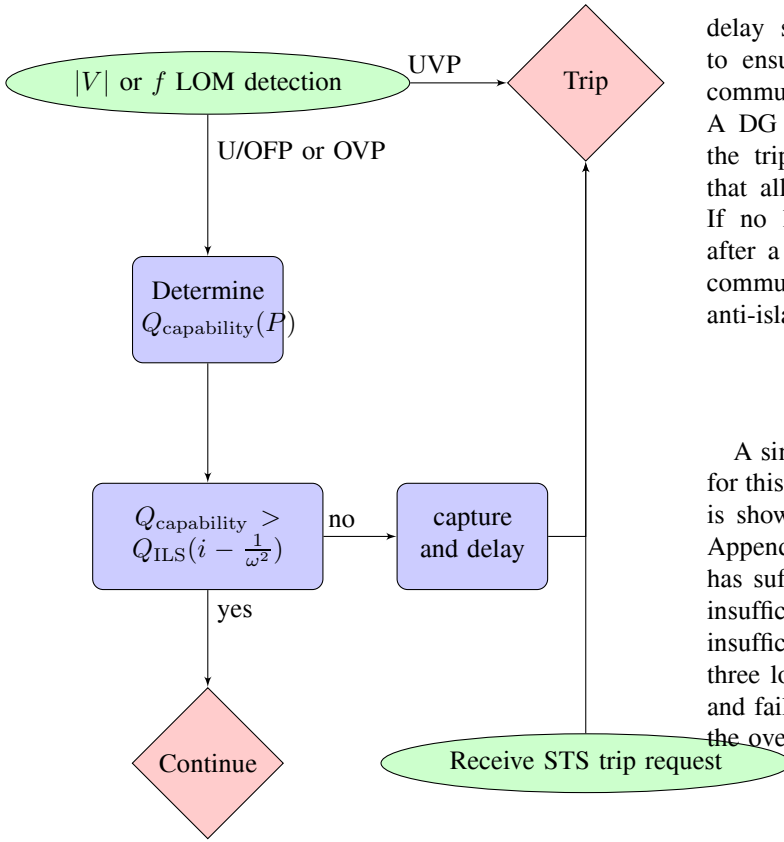 |V| or f LOM detection
UVP
Trip
U/OFP or OVP
Determine
Q_capability(P)
Q_capability >
Q_ILS(i − 1/ω²)
no
capture
and delay
yes
Continue
Receive STS trip request
delay
to ensu
commu
A DG
the trip
that all
If no
after a
commu
anti-isla
A sin
for this
is show
Append
has suf
insuffic
insuffic
three lo
and fail
the ove